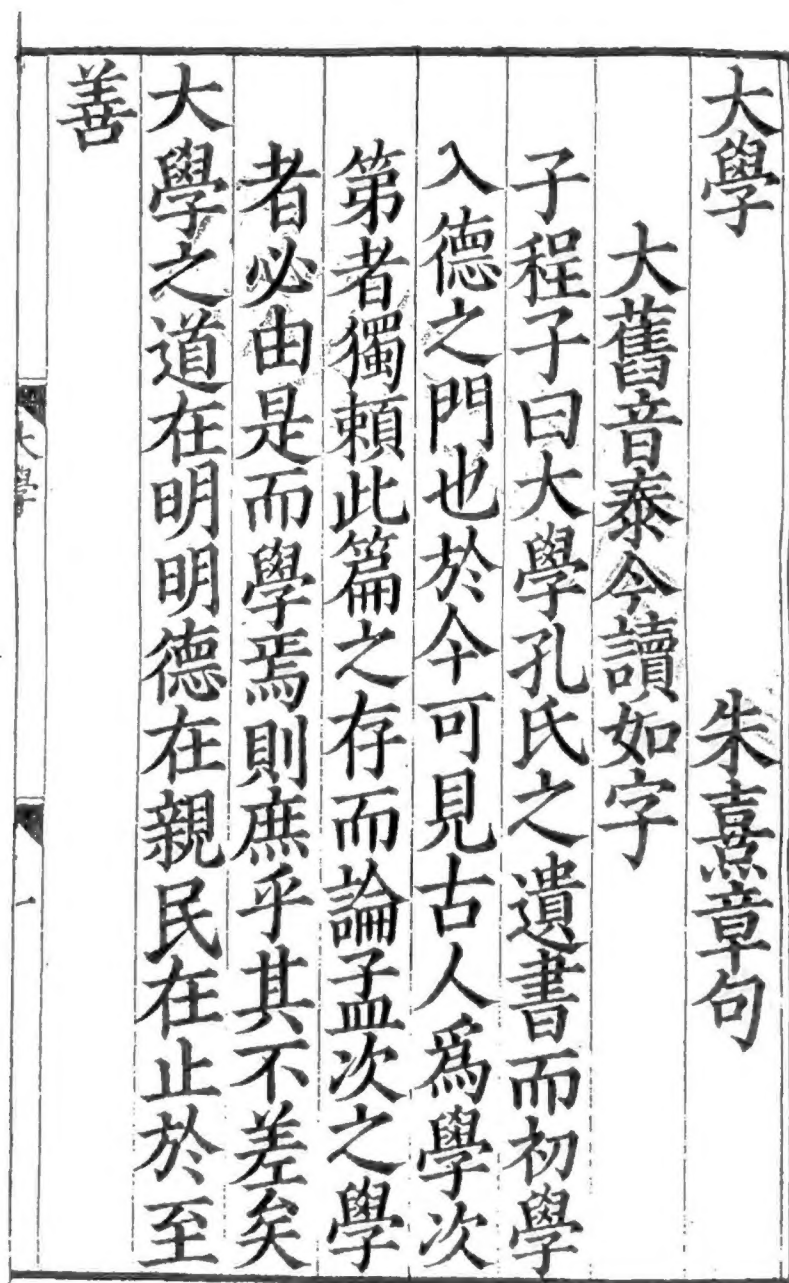 大學 朱熹章句
大舊音泰今讀如字
子程子曰大學孔氏之遺書而初學
入德之門也於今可見古人爲學次
第者獨頼此篇之存而論孟次之學
者必由是而學焉則庶乎其不差矣
大學之道在明明德在親民在止於至
善
大學
一